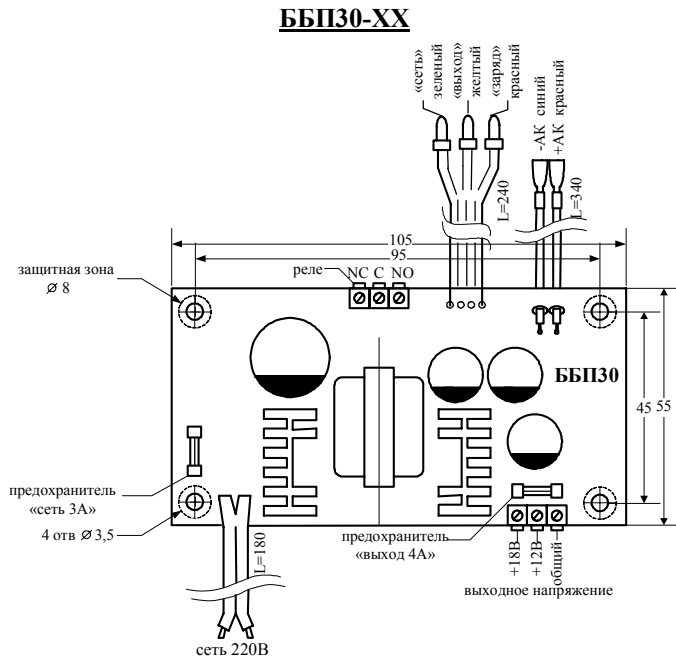 ББП30-ХХ
«сеть»
зеленый
«выход»
желтый
«заряд»
красный
-АК синий
+АК красный
L=240
L=340
105
95
защитная зона
Ø 8
реле
NC C NO
ББП30
45
55
предохранитель
«сеть 3А»
4 отв Ø 3,5
L=180
предохранитель
«выход 4А»
+18В
+12В
общий
выходное напряжение
сеть 220В